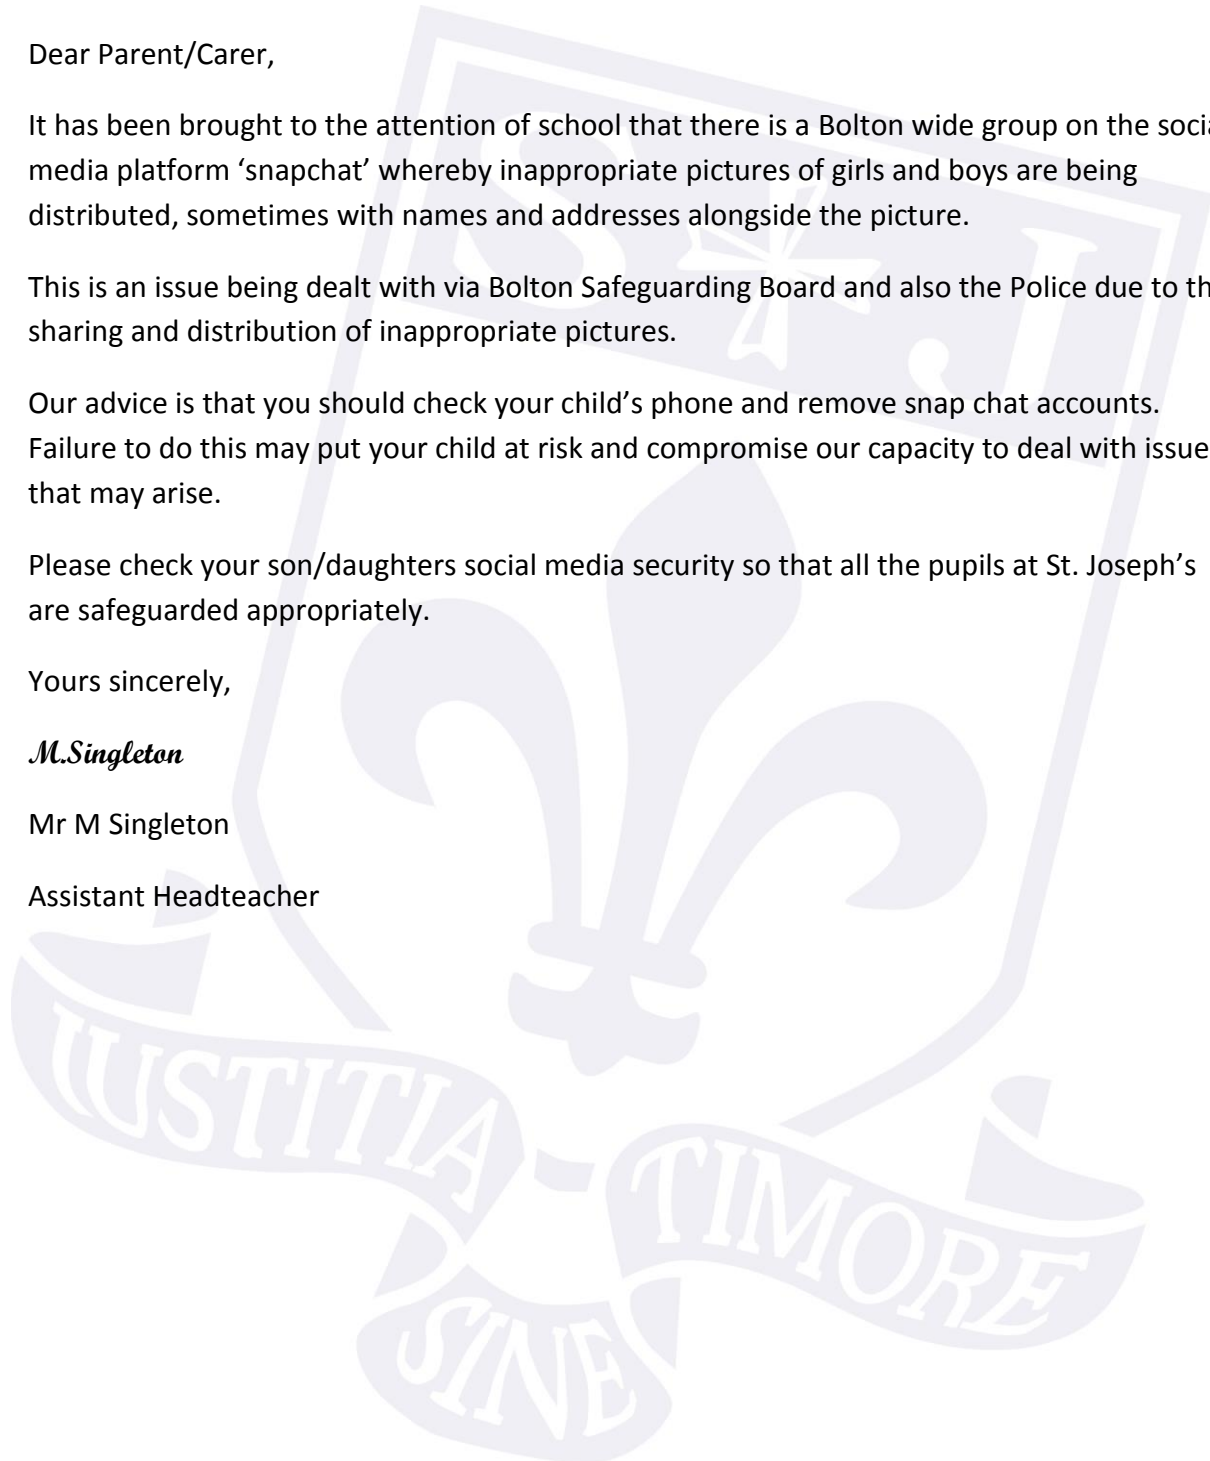 Dear Parent/Carer,
It has been brought to the attention of school that there is a Bolton wide group on the socia
media platform ‘snapchat’ whereby inappropriate pictures of girls and boys are being
distributed, sometimes with names and addresses alongside the picture.
This is an issue being dealt with via Bolton Safeguarding Board and also the Police due to th
sharing and distribution of inappropriate pictures.
Our advice is that you should check your child’s phone and remove snap chat accounts.
Failure to do this may put your child at risk and compromise our capacity to deal with issue
that may arise.
Please check your son/daughters social media security so that all the pupils at St. Joseph’s
are safeguarded appropriately.
Yours sincerely,
M.Singleton
Mr M Singleton
Assistant Headteacher
S J
IUSTITIA
SINE
TIMORE